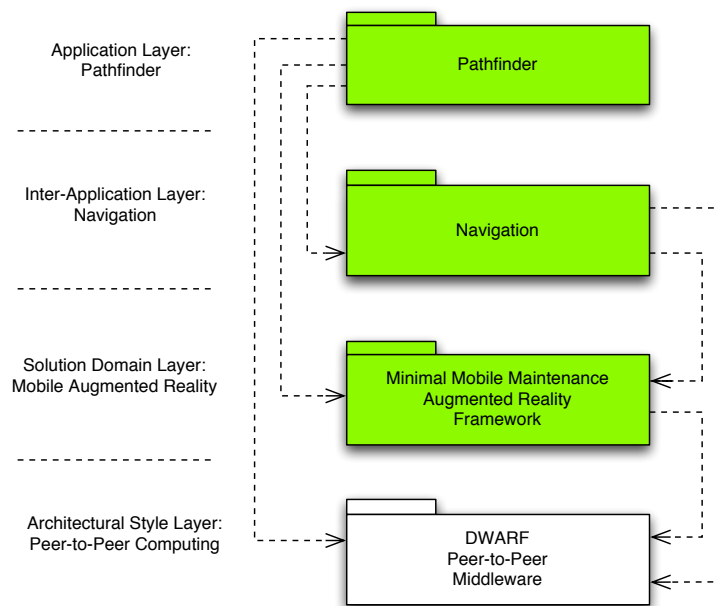 Application Layer:
Pathfinder
Pathfinder
Inter-Application Layer:
Navigation
Navigation
Solution Domain Layer:
Mobile Augmented Reality
Minimal Mobile Maintenance
Augmented Reality
Framework
Architectural Style Layer:
Peer-to-Peer Computing
DWARF
Peer-to-Peer
Middleware